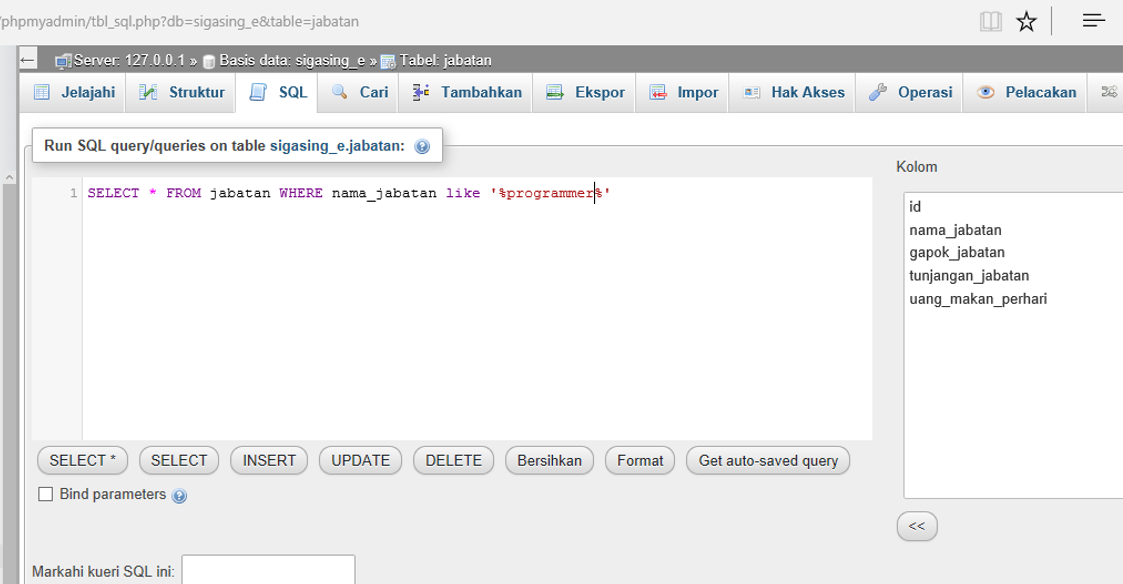 /phpmyadmin/tbl_sql.php?db=sigasing_e&table=jabatan
Server: 127.0.0.1 » Basis data: sigasing_e » Tabel: jabatan
Jelajahi Struktur SQL Cari Tambahkan Ekspor Impor Hak Akses Operasi Pelacakan
Run SQL query/queries on table sigasing_e.jabatan:
Kolom
1 SELECT * FROM jabatan WHERE nama_jabatan like '%programmer%'
id
nama_jabatan
gapok_jabatan
tunjangan_jabatan
uang_makan_perhari
SELECT * SELECT INSERT UPDATE DELETE Bersihkan Format Get auto-saved query
Bind parameters
<<
Markahi kueri SQL ini: